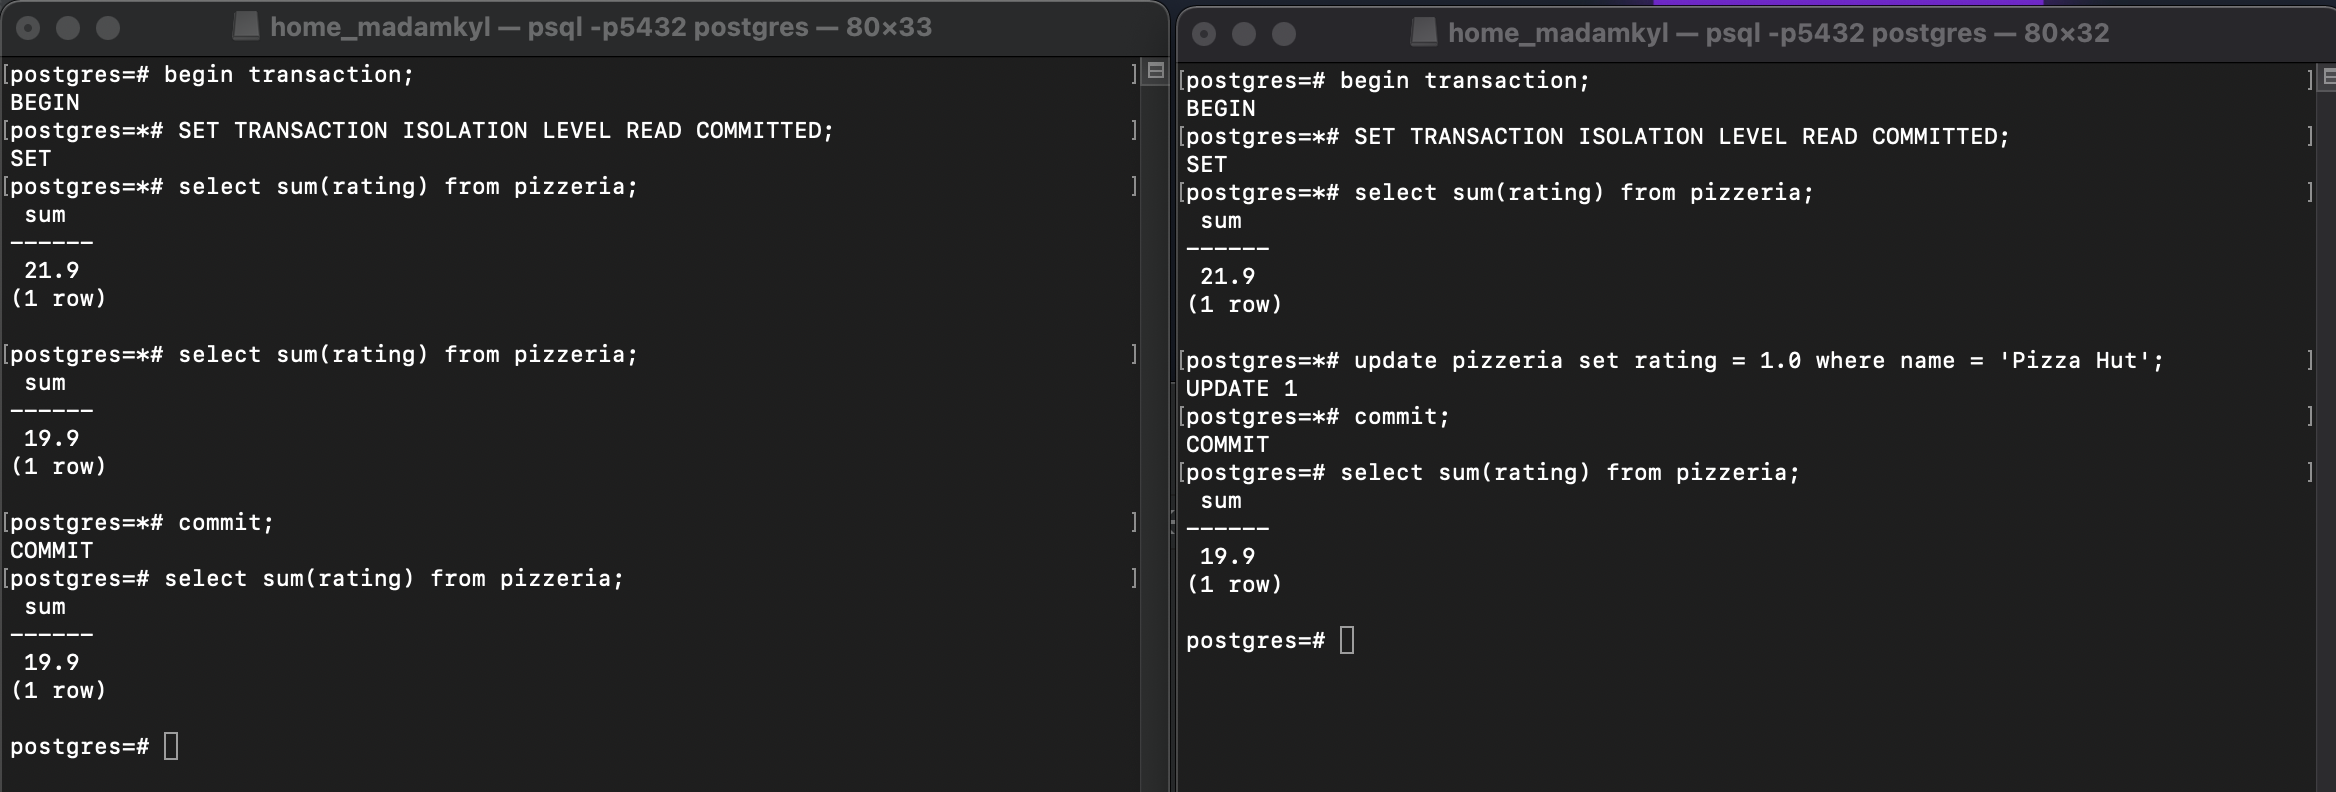 home_madamkyl — psql -p5432 postgres — 80×33
[postgres=# begin transaction; ]
BEGIN
[postgres=*# SET TRANSACTION ISOLATION LEVEL READ COMMITTED; ]
SET
[postgres=*# select sum(rating) from pizzeria; ]
sum
------
21.9
(1 row)
[postgres=*# select sum(rating) from pizzeria; ]
sum
------
19.9
(1 row)
[postgres=*# commit; ]
COMMIT
[postgres=# select sum(rating) from pizzeria; ]
sum
------
19.9
(1 row)
postgres=#
home_madamkyl — psql -p5432 postgres — 80×32
[postgres=# begin transaction; ]
BEGIN
[postgres=*# SET TRANSACTION ISOLATION LEVEL READ COMMITTED; ]
SET
[postgres=*# select sum(rating) from pizzeria; ]
sum
------
21.9
(1 row)
[postgres=*# update pizzeria set rating = 1.0 where name = 'Pizza Hut'; ]
UPDATE 1
[postgres=*# commit; ]
COMMIT
[postgres=# select sum(rating) from pizzeria; ]
sum
------
19.9
(1 row)
postgres=#